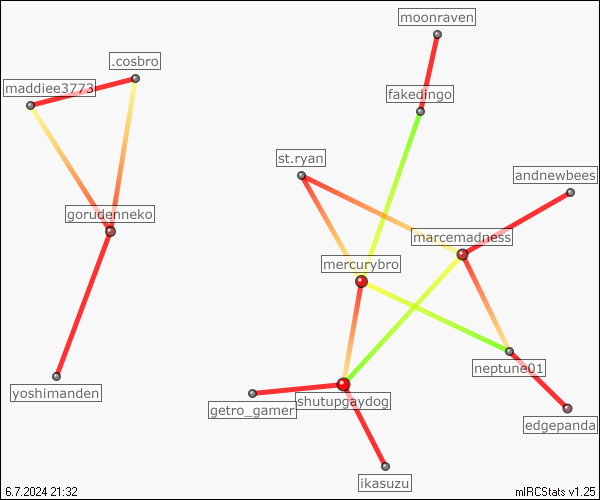 moonraven
.cosbro
maddiee3773
fakedingo
st.ryan
andnewbees
gorudenneko
marcemadness
mercurybro
neptune01
yoshimanden
shutupgaydog
getro_gamer
edgepanda
ikasuzu
6.7.2024 21:32
mIRCStats v1.25